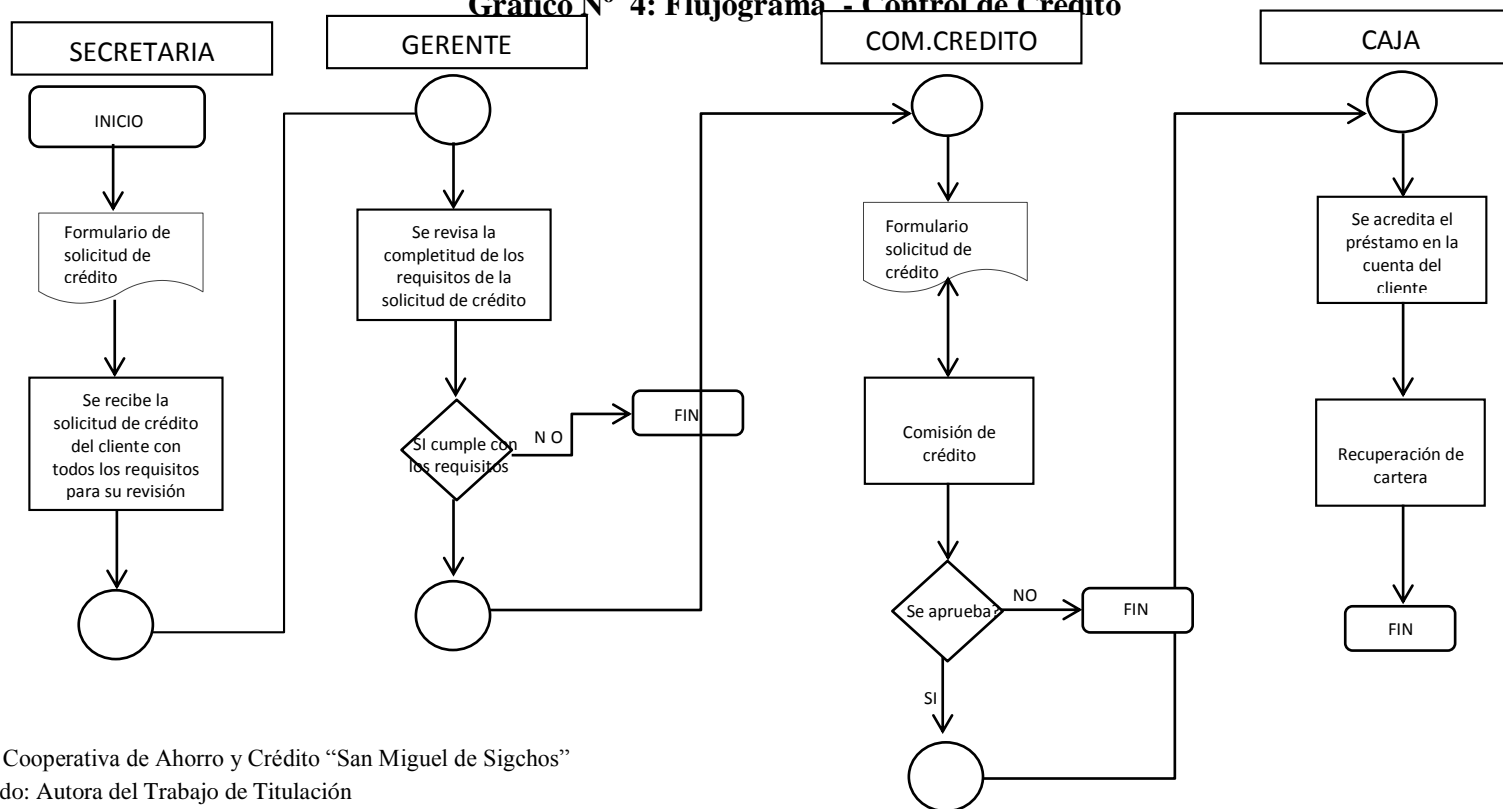 Gráfico Nº 4: Flujograma - Control de Crédito
SECRETARIA
INICIO
Formulario de
solicitud de
crédito
Se recibe la
solicitud de crédito
del cliente con
todos los requisitos
para su revisión
GERENTE
Se revisa la
completitud de los
requisitos de la
solicitud de crédito
SI cumple con
los requisitos
N O
FIN
COM.CREDITO
Formulario
solicitud de
crédito
Comisión de
crédito
Se aprueba?
NO
FIN
SI
CAJA
Se acredita el
préstamo en la
cuenta del
cliente
Recuperación de
cartera
FIN
Cooperativa de Ahorro y Crédito “San Miguel de Sigchos”
do: Autora del Trabajo de Titulación